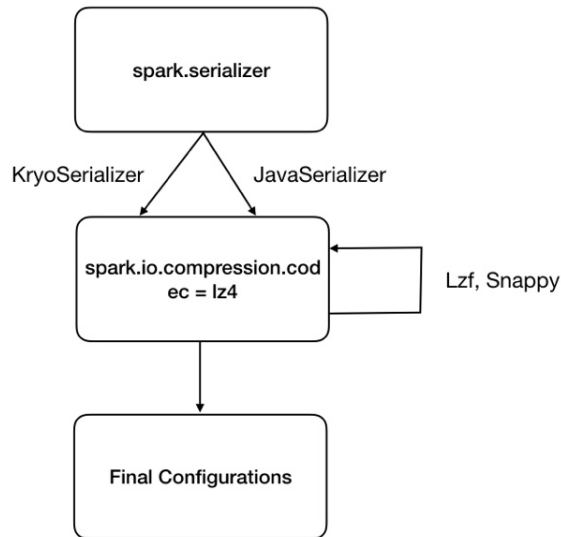 spark.serializer
KryoSerializer
JavaSerializer
spark.io.compression.cod
ec = lz4
Lzf, Snappy
Final Configurations